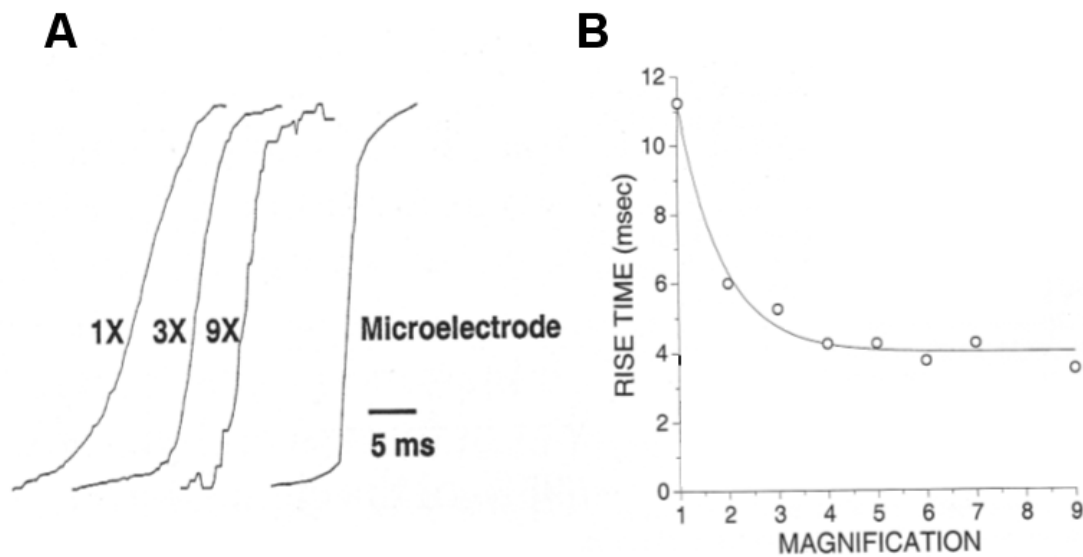 A
1X 3X 9X Microelectrode
5 ms
B
12
10
8
6
4
2
0
RISE TIME (msec)
1 2 3 4 5 6 7 8 9
MAGNIFICATION